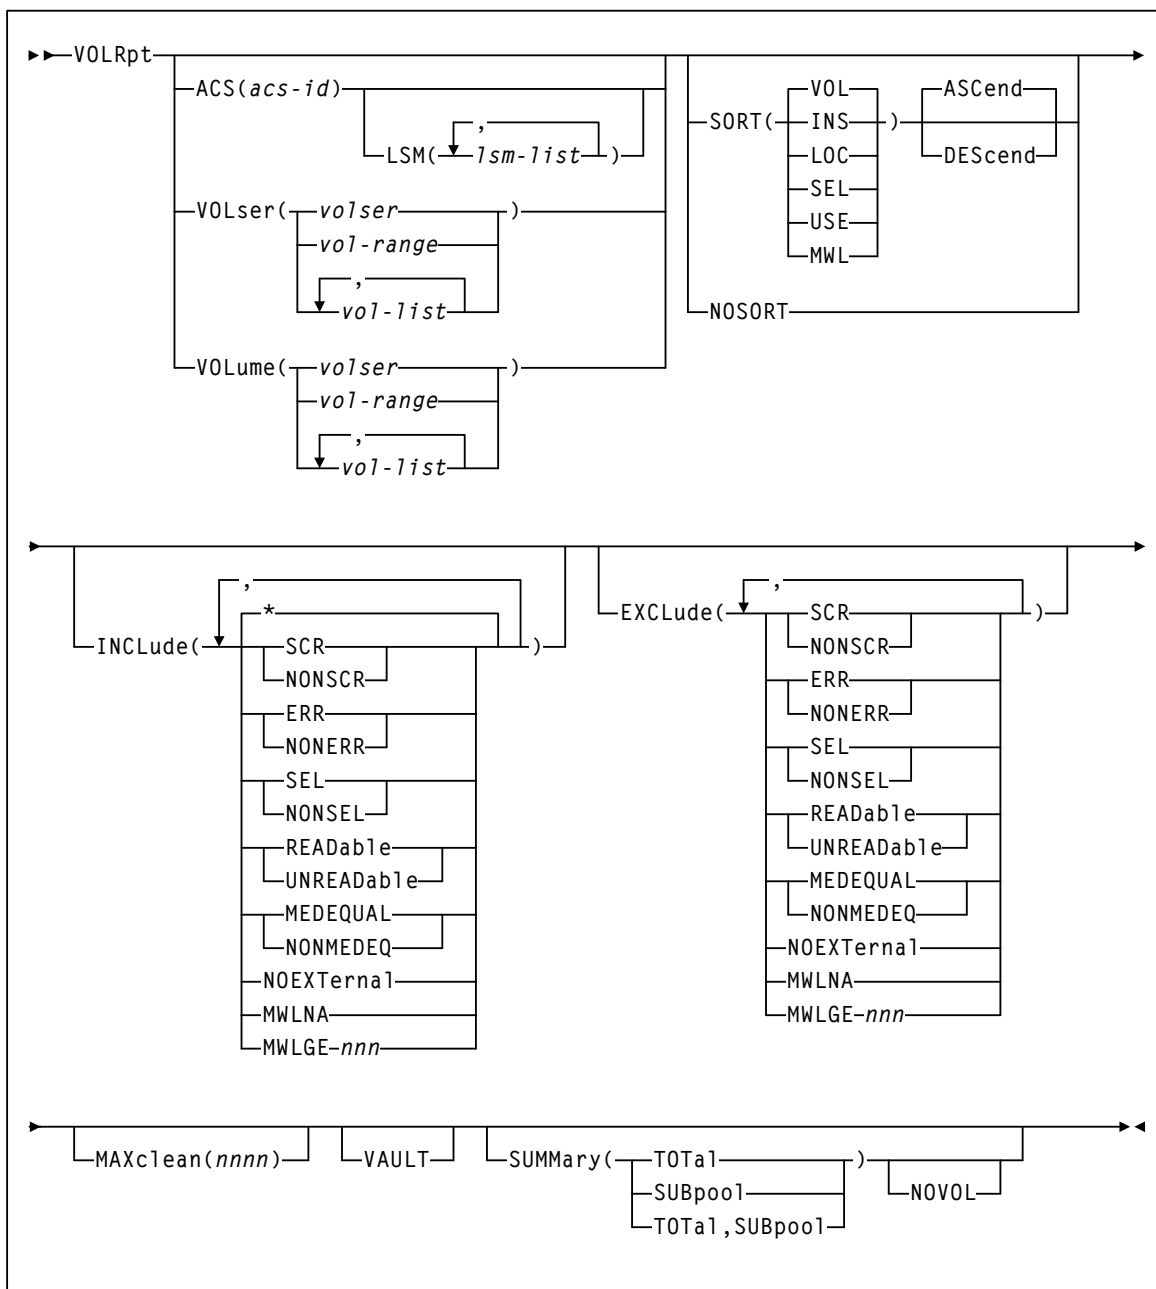 VOLRpt
ACS(acs-id)
LSM(
,
lsm-list
)
VOLser(
volser
vol-range
,
vol-list
)
VOLume(
volser
vol-range
,
vol-list
)
SORT(
VOL
INS
LOC
SEL
USE
MWL
)
ASCend
DEScend
NOSORT
INCLude(
,
*
SCR
NONSCR
ERR
NONERR
SEL
NONSEL
READable
UNREADable
MEDEQUAL
NONMEDEQ
NOEXTernal
MWLNA
MWLGE-nnn
)
EXCLude(
,
SCR
NONSCR
ERR
NONERR
SEL
NONSEL
READable
UNREADable
MEDEQUAL
NONMEDEQ
NOEXTernal
MWLNA
MWLGE-nnn
)
MAXclean(nnnn)
VAULT
SUMMary(
TOTal
SUBpool
TOTal,SUBpool
)
NOVOL